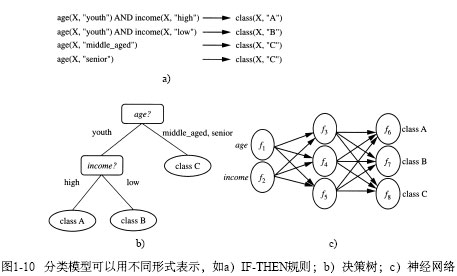 age(X, "youth") AND income(X, "high") → class(X, "A")
age(X, "youth") AND income(X, "low") → class(X, "B")
age(X, "middle_aged") → class(X, "C")
age(X, "senior") → class(X, "C")
a)
age?
youth
middle_aged, senior
income?
class C
high
low
class A
class B
b)
age
income
f1
f2
f3
f4
f5
f6
f7
f8
class A
class B
class C
c)
图1-10 分类模型可以用不同形式表示，如a）IF-THEN规则；b）决策树；c）神经网络